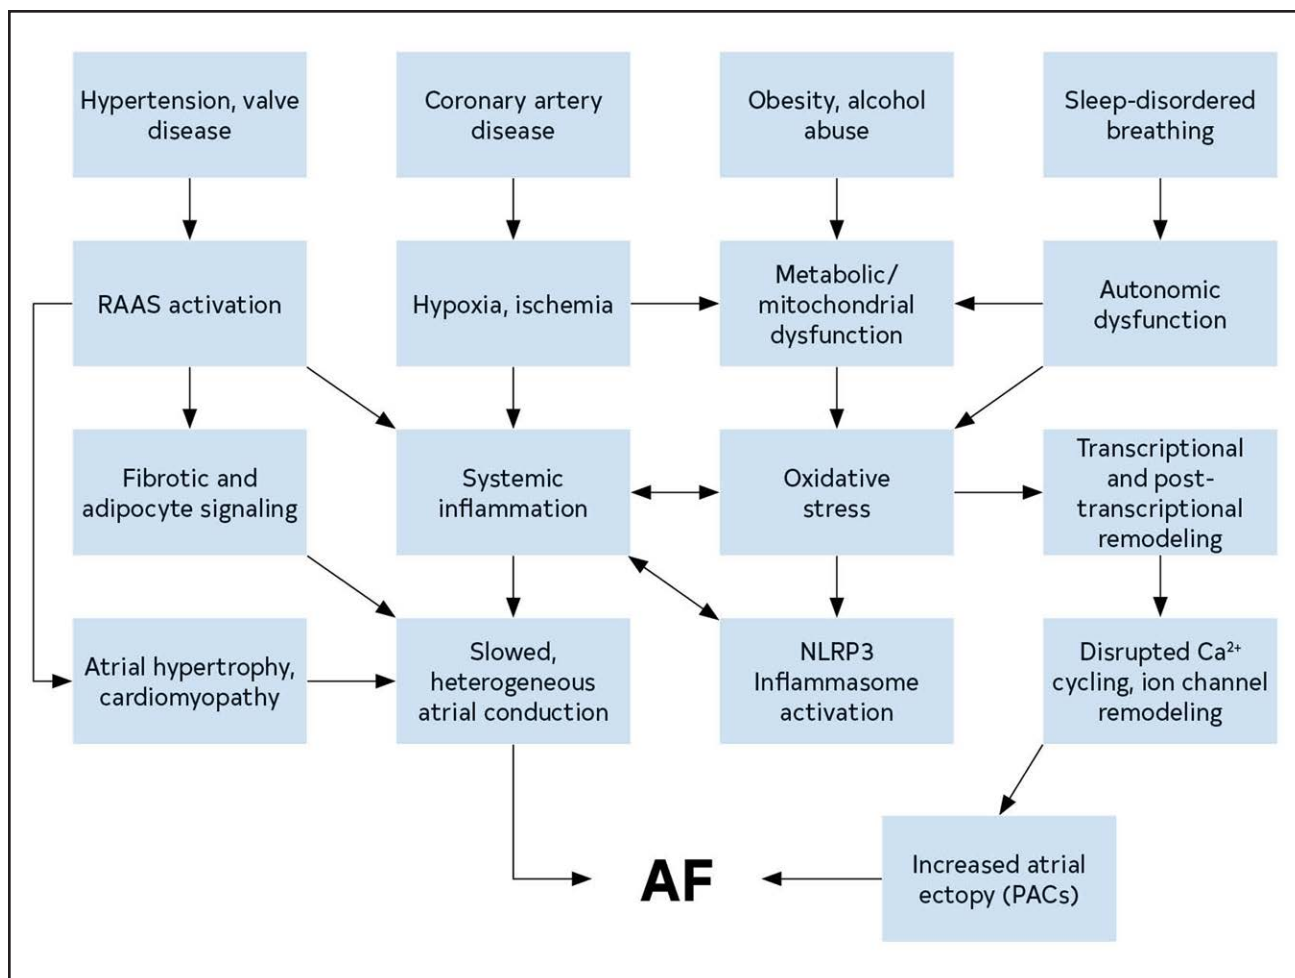 Hypertension, valve
disease
Coronary artery
disease
Obesity, alcohol
abuse
Sleep-disordered
breathing
RAAS activation
Hypoxia, ischemia
Metabolic/
mitochondrial
dysfunction
Autonomic
dysfunction
Fibrotic and
adipocyte signaling
Systemic
inflammation
Oxidative
stress
Transcriptional
and post-
transcriptional
remodeling
Atrial hypertrophy,
cardiomyopathy
Slowed,
heterogeneous
atrial conduction
NLRP3
Inflammasome
activation
Disrupted Ca²⁺
cycling, ion channel
remodeling
AF
Increased atrial
ectopy (PACs)